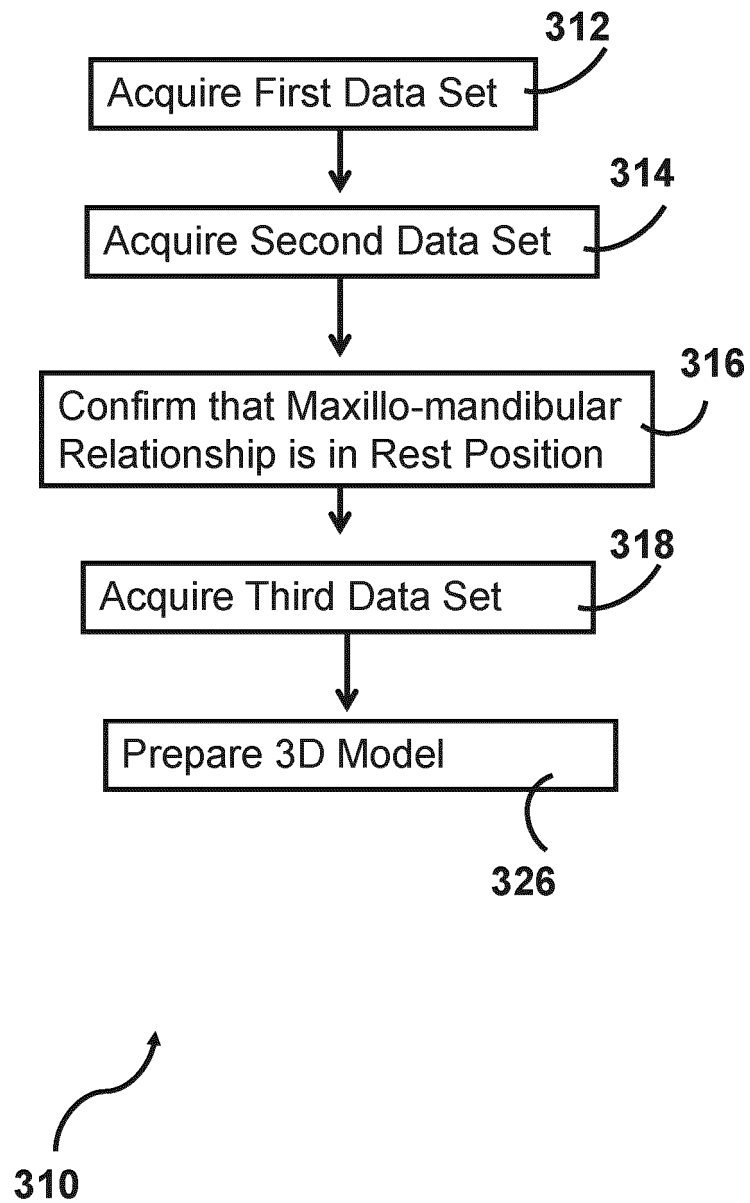 312
Acquire First Data Set
314
Acquire Second Data Set
316
Confirm that Maxillo-mandibular
Relationship is in Rest Position
318
Acquire Third Data Set
Prepare 3D Model
326
310